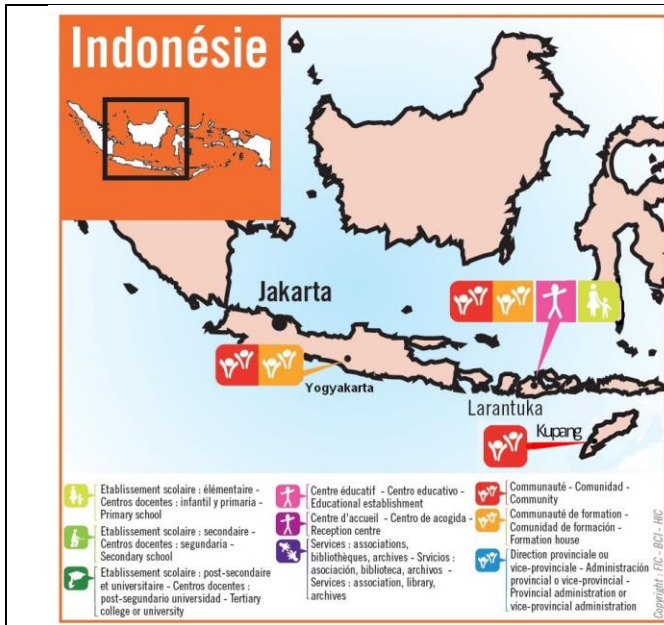 Indonésie
Jakarta
Yogyakarta
Larantuka
Kupang
Etablissement scolaire : élémentaire -
Centros docentes : infantil y primaria -
Primary school
Etablissement scolaire : secondaire -
Centros docentes : segundaria -
Secondary school
Etablissement scolaire : post-secondaire
et universitaire - Centros docentes :
post-segundario universidad - Tertiary
college or university
Centre éducatif - Centro educativo -
Educational establishment
Centre d'accueil - Centro de acogida -
Reception centre
Services : associations,
bibliothèques, archives - Srvicios :
asociación, biblioteca, archivos -
Services : association, library,
archives
Communauté - Comunidad -
Community
Communauté de formation -
Comunidad de formación -
Formation house
Direction provinciale ou
vice-provinciale - Administración
provincial o vice-provincial -
Provincial administration or
vice-provincial administration
Copyright : FIC - BCI - HIC